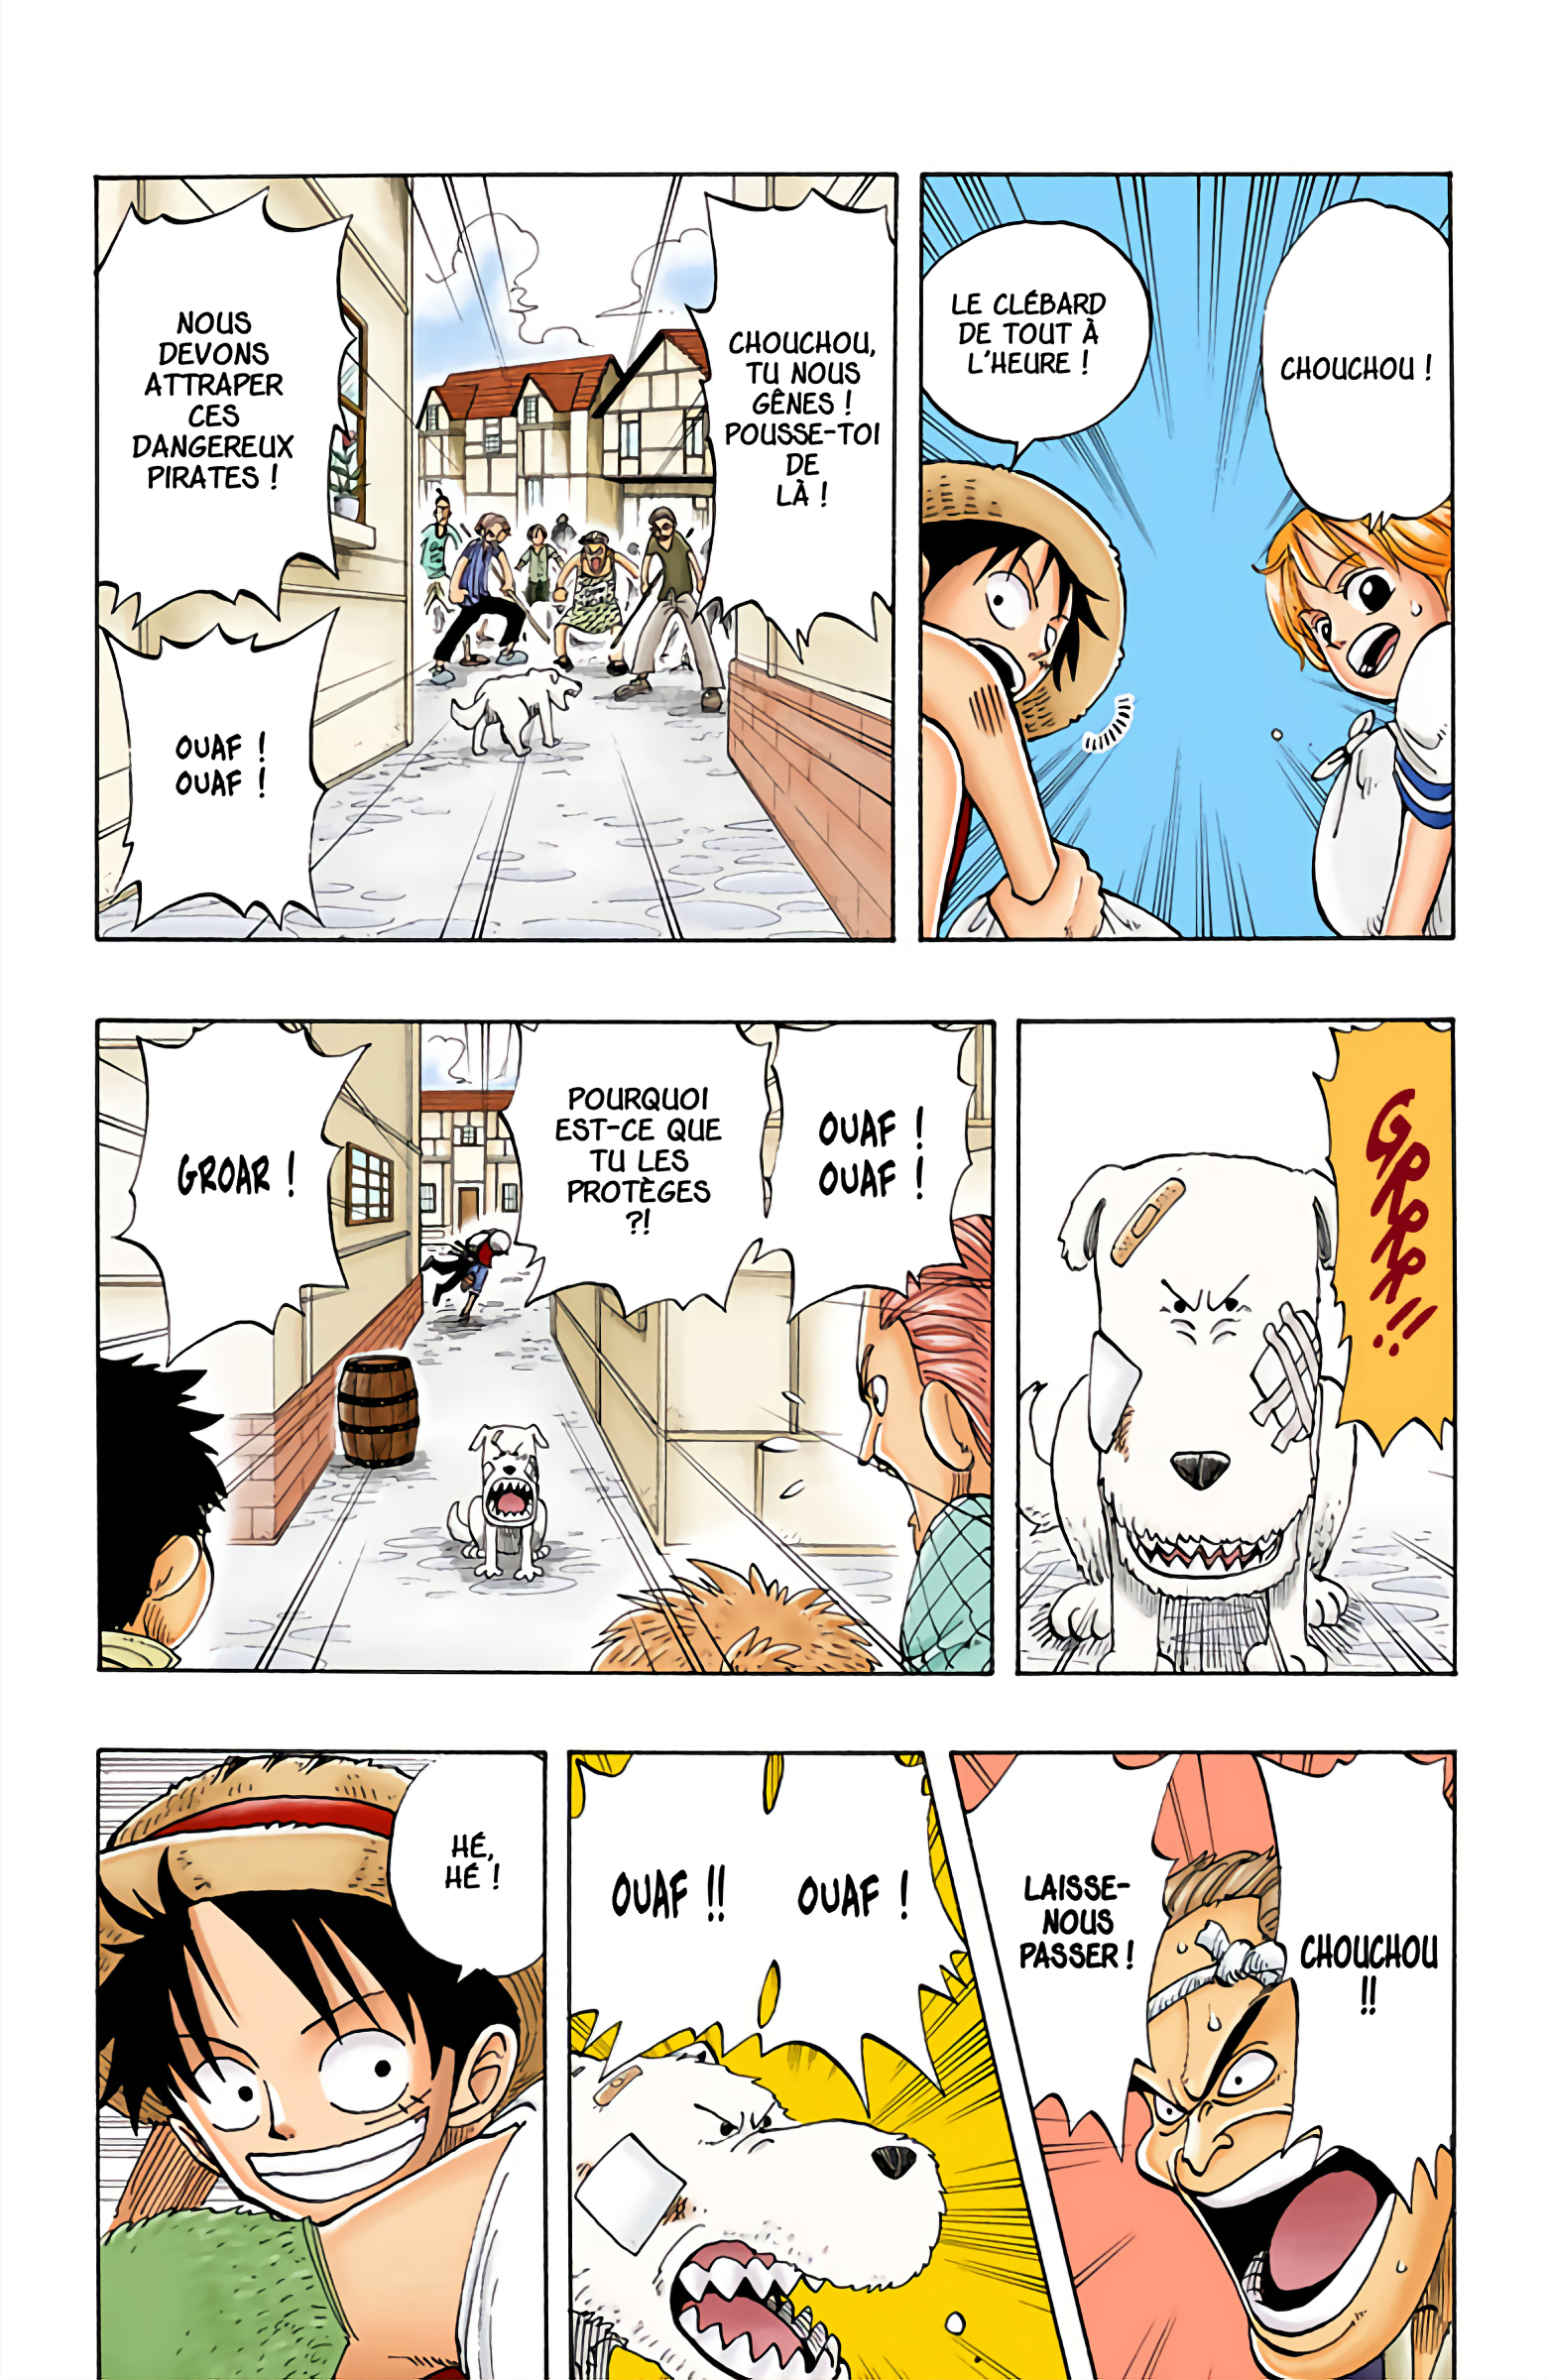 CHOUCHOU !
LE CLÉBARD
DE TOUT À
L'HEURE !
CHOUCHOU,
TU NOUS
GÊNES !
POUSSE-TOI
DE
LÀ !
NOUS
DEVONS
ATTRAPER
CES
DANGEREUX
PIRATES !
OUAF !
OUAF !
GRRRR!!
OUAF !
OUAF !
POURQUOI
EST-CE QUE
TU LES
PROTÈGES
?!
GROAR !
CHOUCHOU
!!
LAISSE-
NOUS
PASSER !
OUAF !
OUAF !!
HÉ,
HÉ !